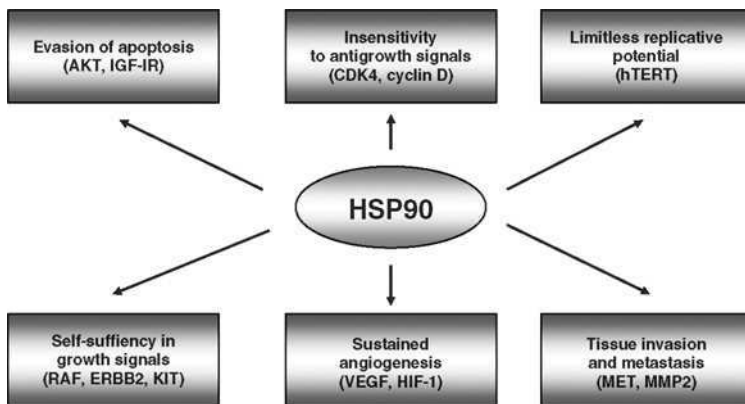 Evasion of apoptosis
(AKT, IGF-IR)
Insensitivity
to antigrowth signals
(CDK4, cyclin D)
Limitless replicative
potential
(hTERT)
HSP90
Self-suffiency in
growth signals
(RAF, ERBB2, KIT)
Sustained
angiogenesis
(VEGF, HIF-1)
Tissue invasion
and metastasis
(MET, MMP2)